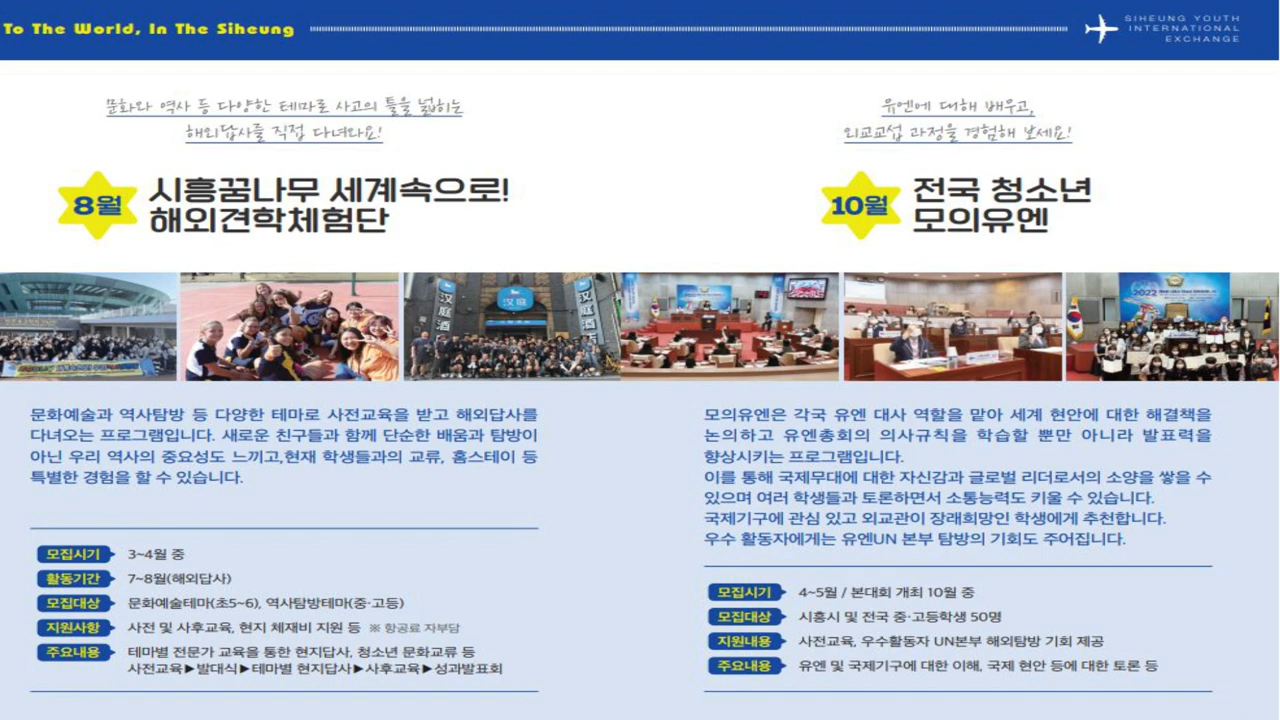 To The World, In The Siheung
SIHEUNG YOUTH
INTERNATIONAL
EXCHANGE
문화와 역사 등 다양한 테마로 사고의 틀을 넓히는
해외답사를 직접 다녀와요!
8월
시흥꿈나무 세계속으로!
해외견학체험단
유엔에 대해 배우고,
외교교섭 과정을 경험해 보세요!
10월
전국 청소년
모의유엔
汉庭
汉庭酒
汉庭酒
2022
문화예술과 역사탐방 등 다양한 테마로 사전교육을 받고 해외답사를
다녀오는 프로그램입니다. 새로운 친구들과 함께 단순한 배움과 탐방이
아닌 우리 역사의 중요성도 느끼고,현재 학생들과의 교류, 홈스테이 등
특별한 경험을 할 수 있습니다.
모집시기 3~4월 중
활동기간 7~8월(해외답사)
모집대상 문화예술테마(초5~6), 역사탐방테마(중·고등)
지원사항 사전 및 사후교육, 현지 체재비 지원 등 ※ 항공료 자부담
주요내용 테마별 전문가 교육을 통한 현지답사, 청소년 문화교류 등
사전교육▶발대식▶테마별 현지답사▶사후교육▶성과발표회
모의유엔은 각국 유엔 대사 역할을 맡아 세계 현안에 대한 해결책을
논의하고 유엔총회의 의사규칙을 학습할 뿐만 아니라 발표력을
향상시키는 프로그램입니다.
이를 통해 국제무대에 대한 자신감과 글로벌 리더로서의 소양을 쌓을 수
있으며 여러 학생들과 토론하면서 소통능력도 키울 수 있습니다.
국제기구에 관심 있고 외교관이 장래희망인 학생에게 추천합니다.
우수 활동자에게는 유엔UN 본부 탐방의 기회도 주어집니다.
모집시기 4~5월 / 본대회 개최 10월 중
모집대상 시흥시 및 전국 중·고등학생 50명
지원내용 사전교육, 우수활동자 UN본부 해외탐방 기회 제공
주요내용 유엔 및 국제기구에 대한 이해, 국제 현안 등에 대한 토론 등